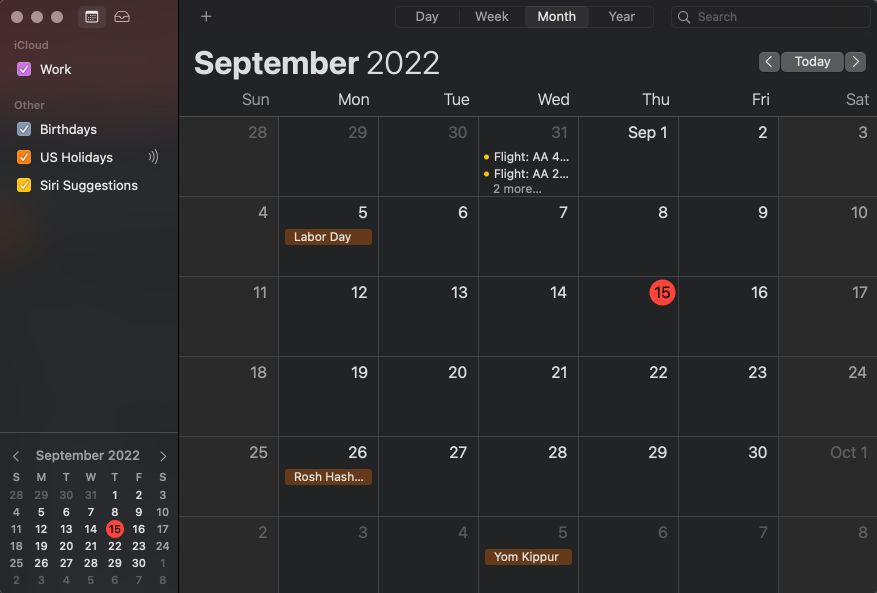 iCloud
Work
Other
Birthdays
US Holidays
Siri Suggestions
September 2022
S M T W T F S
28 29 30 31 1 2 3
4 5 6 7 8 9 10
11 12 13 14 15 16 17
18 19 20 21 22 23 24
25 26 27 28 29 30 1
2 3 4 5 6 7 8
Day Week Month Year Search
September 2022 Today
Sun Mon Tue Wed Thu Fri Sat
28 29 30 31 Sep 1 2 3
Flight: AA 4...
Flight: AA 2...
2 more...
4 5 6 7 8 9 10
Labor Day
11 12 13 14 15 16 17
18 19 20 21 22 23 24
25 26 27 28 29 30 Oct 1
Rosh Hash...
2 3 4 5 6 7 8
Yom Kippur